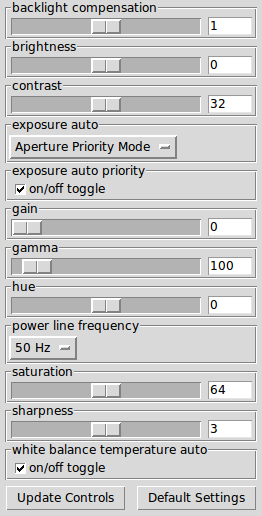 backlight compensation
1
brightness
0
contrast
32
exposure auto
Aperture Priority Mode
exposure auto priority
on/off toggle
gain
0
gamma
100
hue
0
power line frequency
50 Hz
saturation
64
sharpness
3
white balance temperature auto
on/off toggle
Update Controls Default Settings